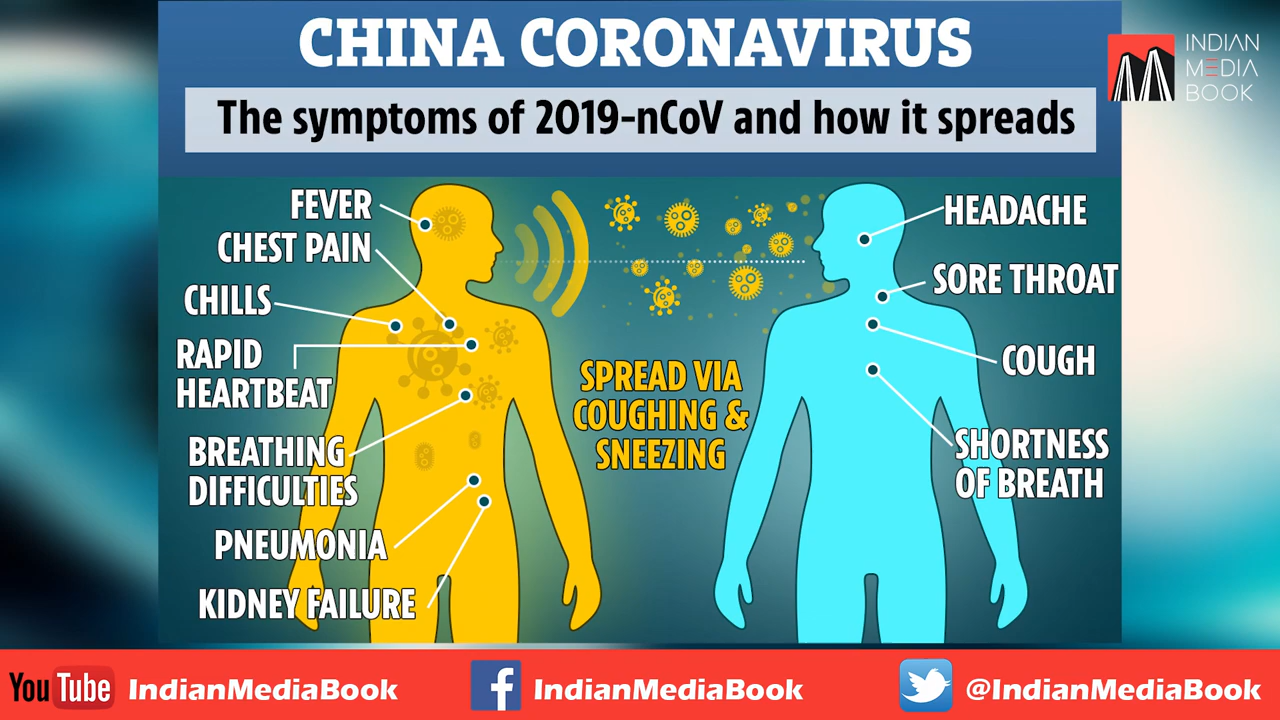 CHINA CORONAVIRUS
INDIAN
MEDIA
BOOK
The symptoms of 2019-nCoV and how it spreads
FEVER
CHEST PAIN
CHILLS
RAPID
HEARTBEAT
BREATHING
DIFFICULTIES
PNEUMONIA
KIDNEY FAILURE
SPREAD VIA
COUGHING &
SNEEZING
HEADACHE
SORE THROAT
COUGH
SHORTNESS
OF BREATH
YouTube IndianMediaBook
f IndianMediaBook
@IndianMediaBook